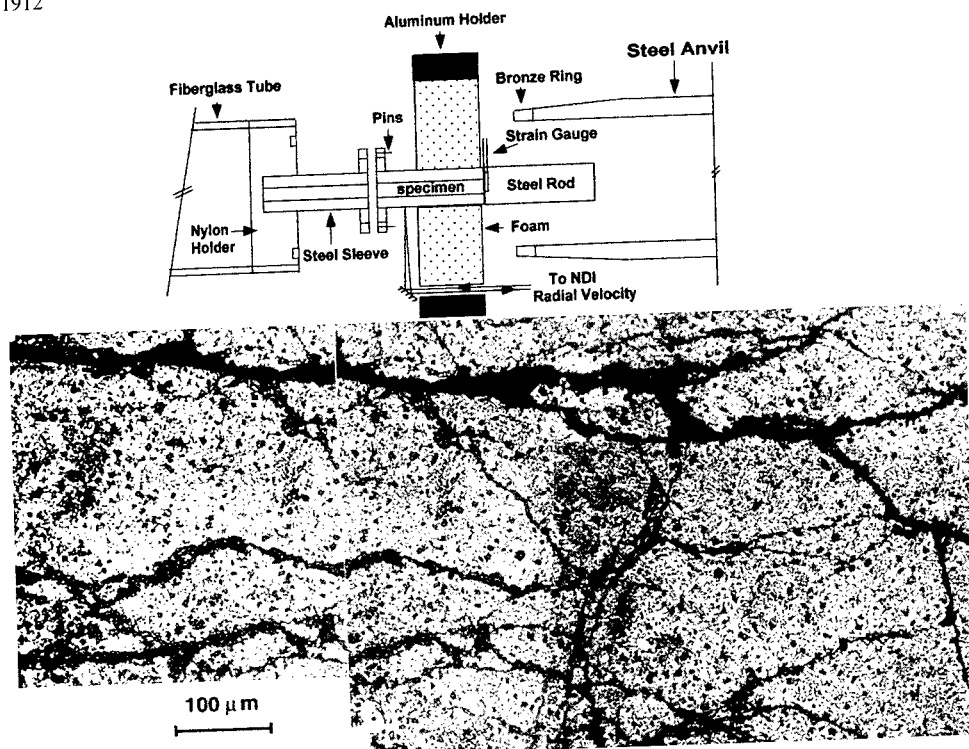 1912
Aluminum Holder
Steel Anvil
Bronze Ring
Fiberglass Tube
Pins
Strain Gauge
specimen
Steel Rod
Nylon
Holder
Steel Sleeve
Foam
To NDI
Radial Velocity
100 μm